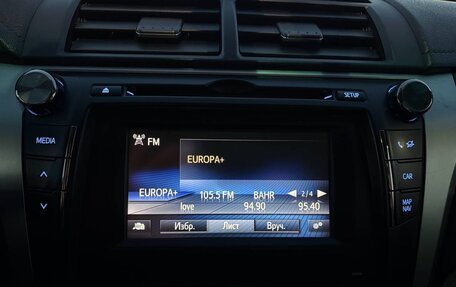 SETUP
MEDIA
FM
EUROPA+
CAR
EUROPA+ 105.5 FM BAHR 2/4
love 94.90 95.40
MAP
NAV
Избр. Лист Вруч.